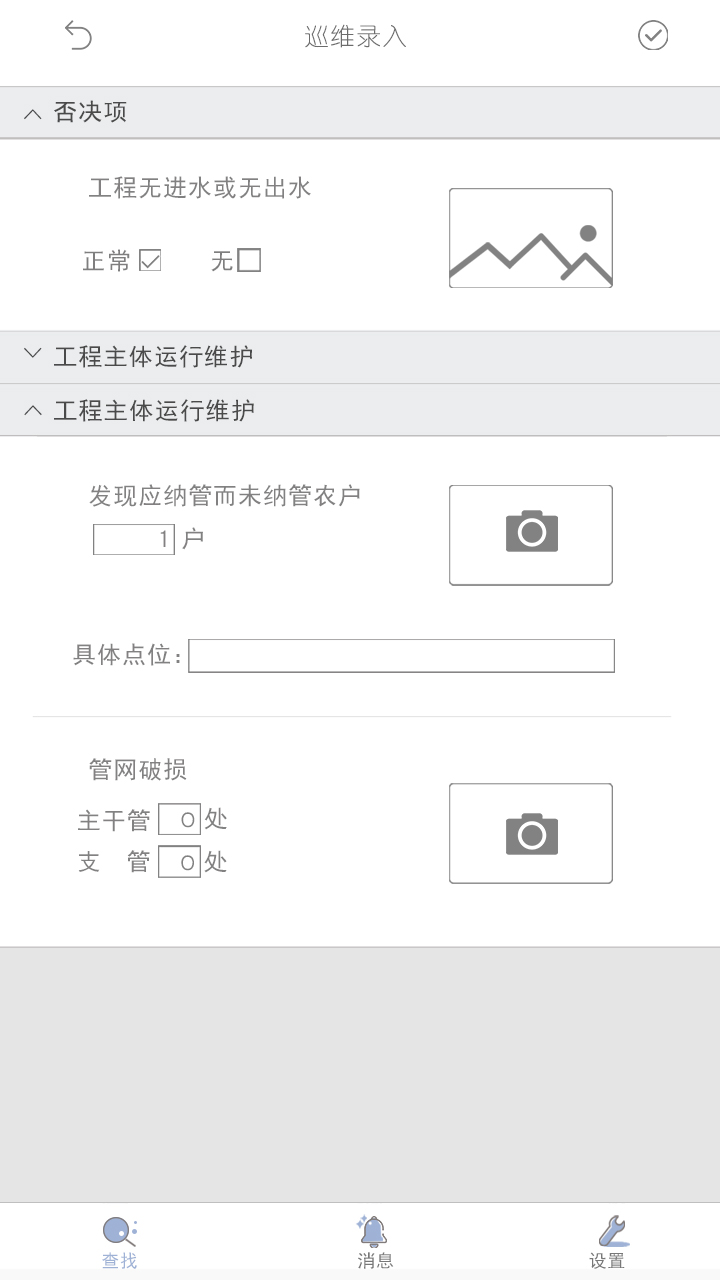 巡维录入
否决项
工程无进水或无出水
正常 无
工程主体运行维护
工程主体运行维护
发现应纳管而未纳管农户
1 户
具体点位:
管网破损
主干管 0 处
支 管 0 处
查找 消息 设置